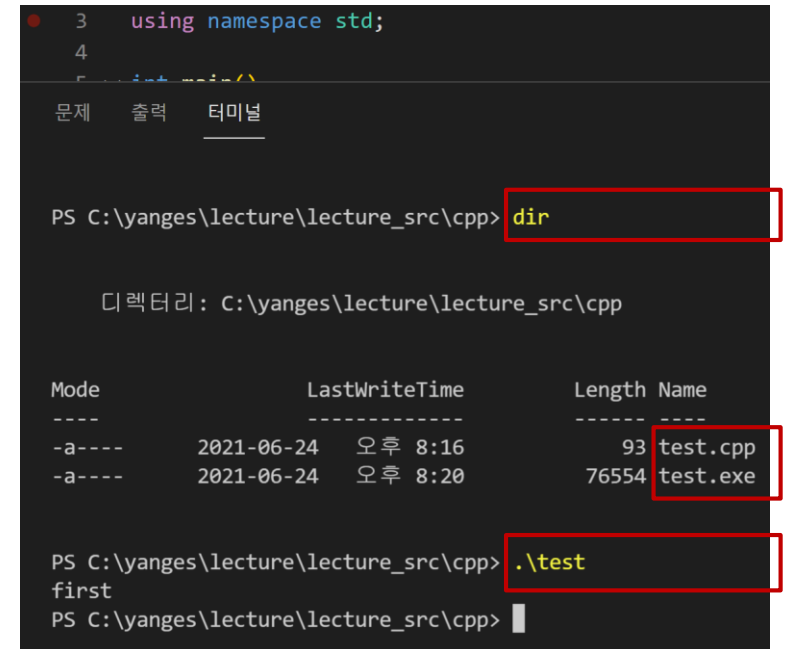 3 using namespace std;
4
5 int main()
문제 출력 터미널
PS C:\yanges\lecture\lecture_src\cpp> dir
디렉터리: C:\yanges\lecture\lecture_src\cpp
Mode LastWriteTime Length Name
---- ------------- ------ ----
-a---- 2021-06-24 오후 8:16 93 test.cpp
-a---- 2021-06-24 오후 8:20 76554 test.exe
PS C:\yanges\lecture\lecture_src\cpp> .\test
first
PS C:\yanges\lecture\lecture_src\cpp>